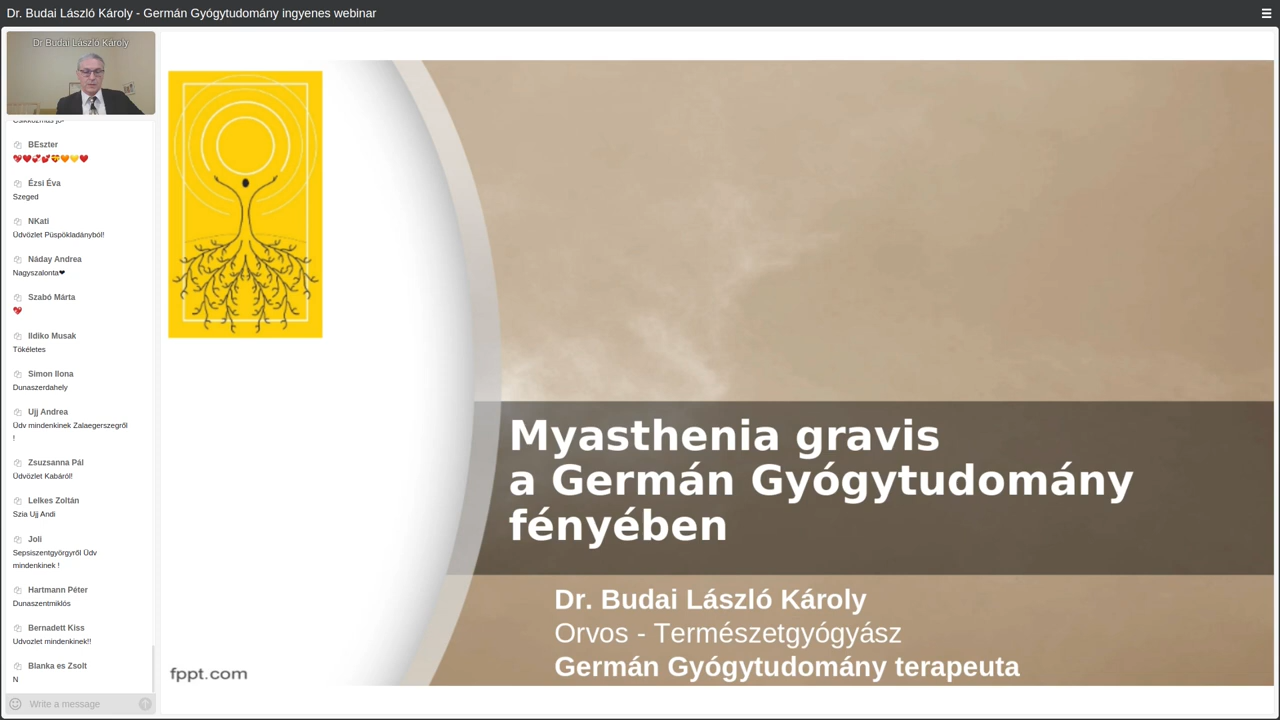 Dr. Budai László Károly - Germán Gyógytudomány ingyenes webinar
Dr Budai László Károly
BEszter
Ézsi Éva
Szeged
NKati
Üdvözlet Püspökladányból!
Náday Andrea
Nagyszalonta❤
Szabó Márta
Ildiko Musak
Tökéletes
Simon Ilona
Dunaszerdahely
Ujj Andrea
Üdv mindenkinek Zalaegerszegről
!
Zsuzsanna Pál
Üdvözlet Kabáról!
Lelkes Zoltán
Szia Ujj Andi
Joli
Sepsiszentgyörgyről Üdv
mindenkinek !
Hartmann Péter
Dunaszentmiklós
Bernadett Kiss
Udvozlet mindenkinek!!
Blanka es Zsolt
N
Write a message
Myasthenia gravis
a Germán Gyógytudomány
fényében
Dr. Budai László Károly
Orvos - Természetgyógyász
Germán Gyógytudomány terapeuta
fppt.com